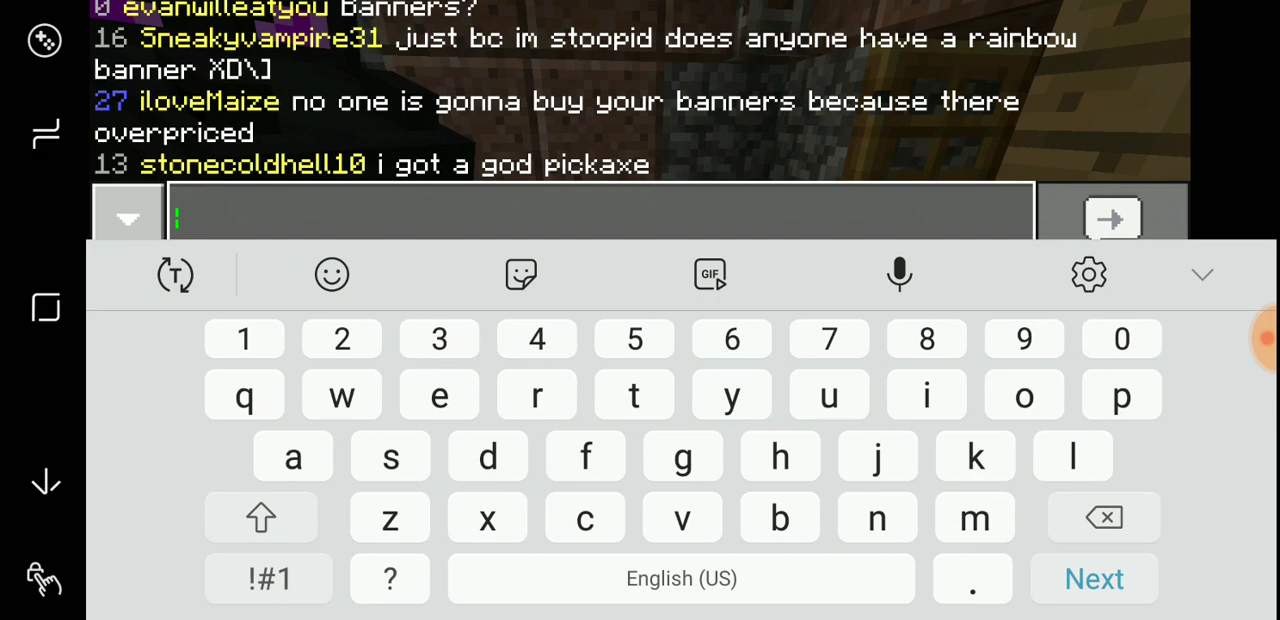 0 evanwilleatyou Banners?
16 Sneakyvampire31 just bc im stoopid does anyone have a rainbow
banner XD\]
27 iloveMaize no one is gonna buy your banners because there
overpriced
13 stonecoldhell10 i got a god pickaxe
T GIF
1 2 3 4 5 6 7 8 9 0
q w e r t y u i o p
a s d f g h j k l
z x c v b n m
!#1 ? English (US) . Next